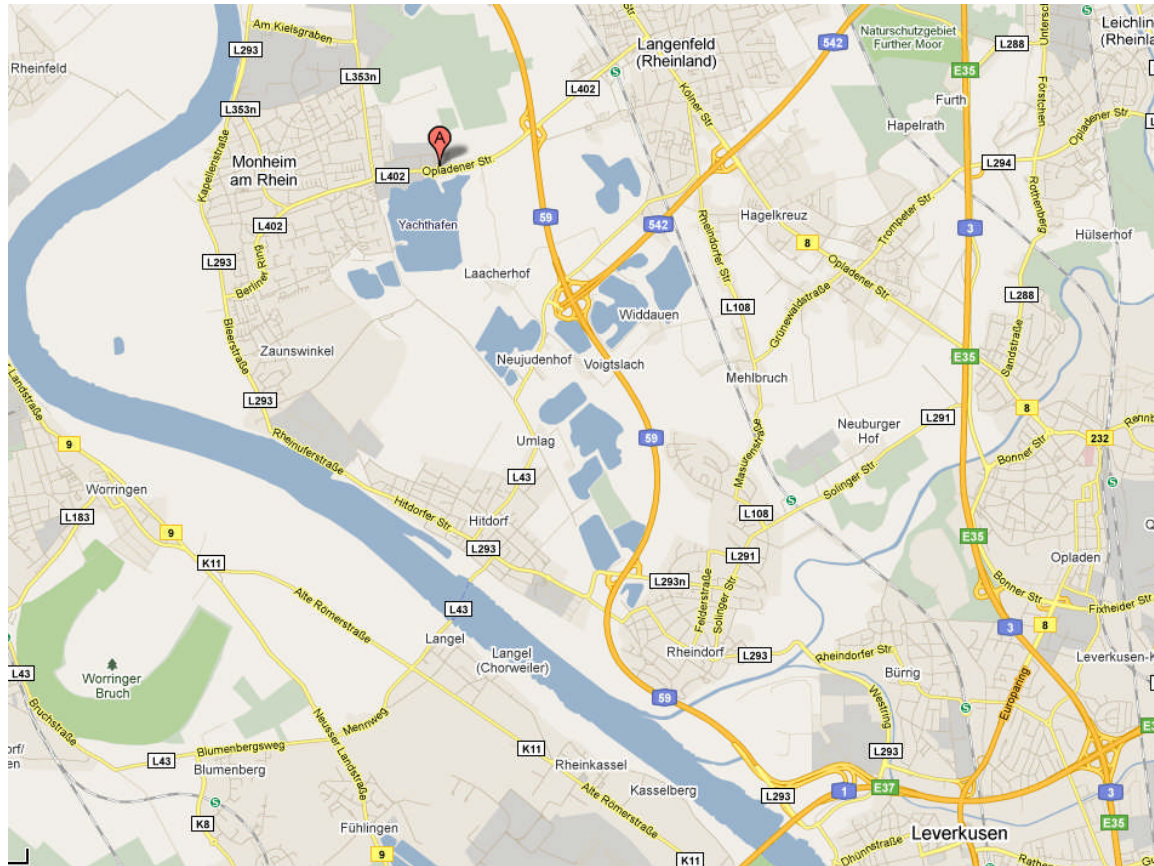 Am Kielsgraben
L293
Rheinfeld
L353n
L353n
Monheim
am Rhein
Kapellenstraße
A
L402
Opladener Str
L402
Langenfeld
(Rheinland)
Kölner Str
542
542
Naturschutzgebiet
Further Moor
L288
E35
Furth
Förstchen
Hapelrath
Opladener Str
L294
Yachthafen
L402
Berliner Ring
L293
Laacherhof
59
Hagelkreuz
8
Trompeter Str
3
Rothenberg
Hülserhof
Rheindorfer Str
Opladener Str
Widdauen
L108
Grünewaldstraße
L288
Sandstraße
Bleerstraße
Zaunswinkel
Neujudenhof
Voigtslach
Mehlbruch
E35
L293
9
Rheinuferstraße
Umlag
59
Neuburger
Hof
L291
8
232
Bonner Str
Masurenstraße
Solinger Str
Worringen
L183
9
K11
L43
Hitdorfer Str
Hitdorf
L293
L108
L291
L293n
Felderstraße
Solinger Str
E35
Opladen
Bonner Str
Fixheider Str
3
8
Alte Römerstraße
L43
Langel
Langel
(Chorweiler)
Rheindorf
L293
Rheindorfer Str
Bürrig
Westring
Europaring
Worringer
Bruch
L43
Bruchstraße
Mennweg
Neusser Landstraße
59
L43
Blumenbergsweg
Blumenberg
K11
Rheinkassel
Kasselberg
L293
L293
1
E37
3
E35
K8
Fühlingen
9
Alte Römerstraße
K11
Leverkusen
Dhünnstraße